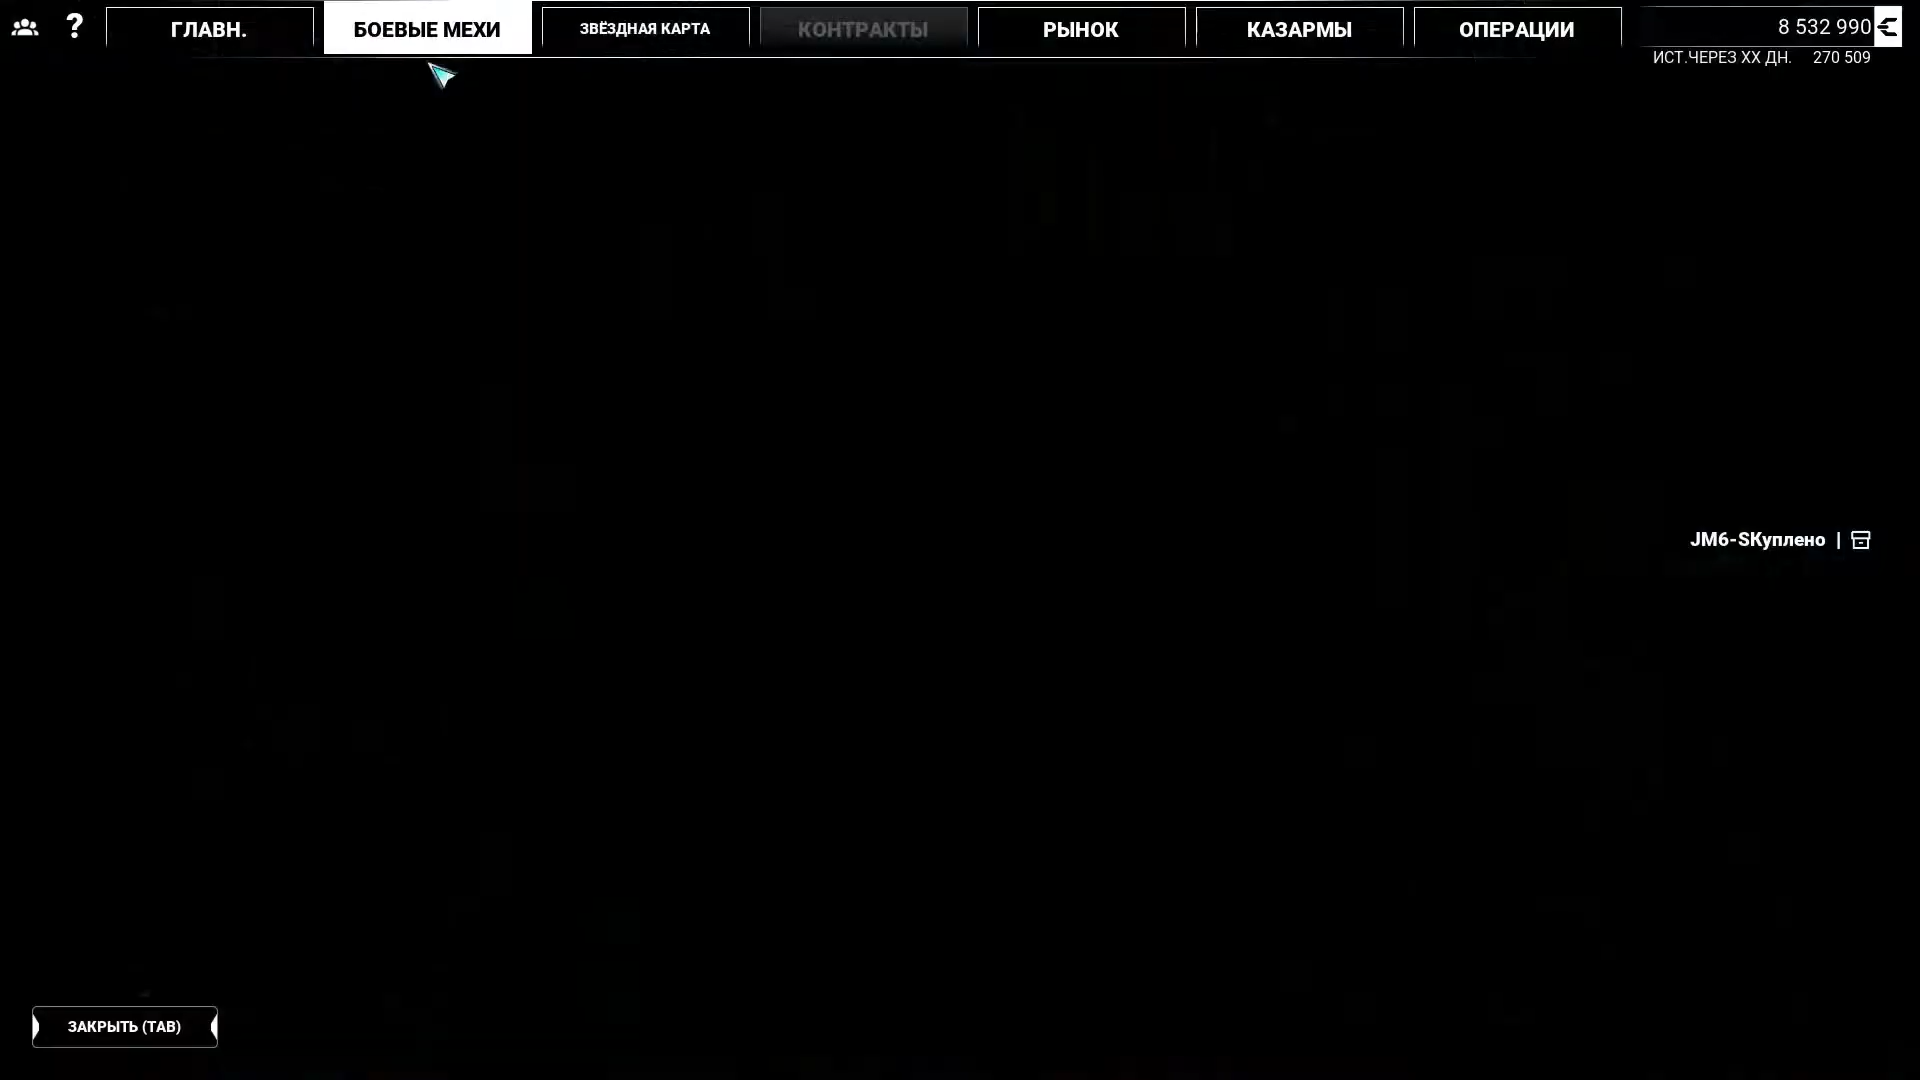 ?
ГЛАВН.
БОЕВЫЕ МЕХИ
ЗВЁЗДНАЯ КАРТА
КОНТРАКТЫ
РЫНОК
КАЗАРМЫ
ОПЕРАЦИИ
8 532 990
ИСТ.ЧЕРЕЗ XX ДН. 270 509
JM6-SКуплено |
ЗАКРЫТЬ (TAB)